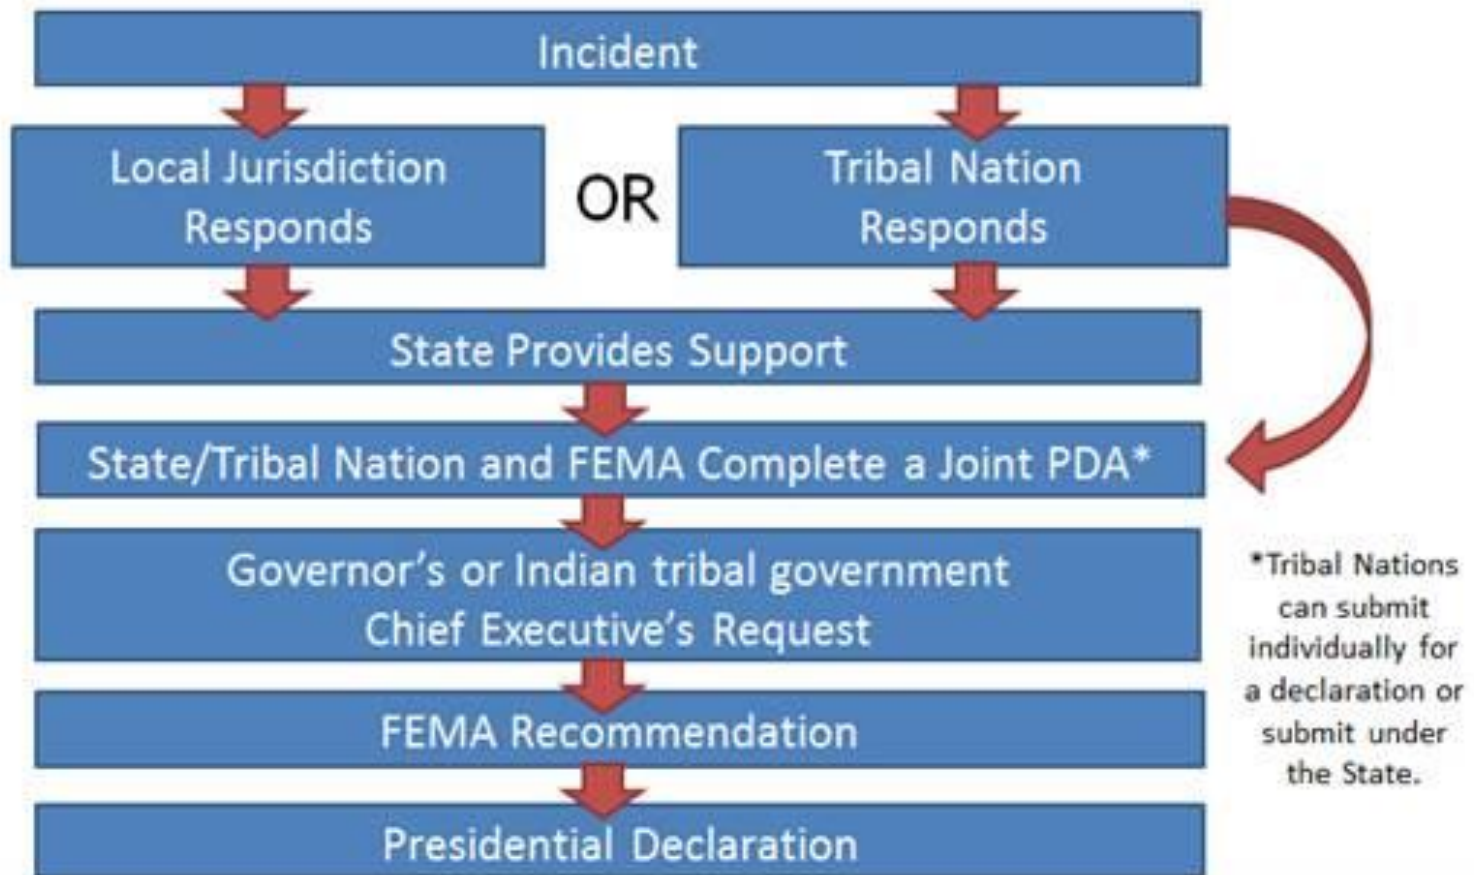 Incident
Local Jurisdiction
Responds
OR
Tribal Nation
Responds
State Provides Support
State/Tribal Nation and FEMA Complete a Joint PDA*
Governor's or Indian tribal government
Chief Executive's Request
FEMA Recommendation
Presidential Declaration
*Tribal Nations
can submit
individually for
a declaration or
submit under
the State.